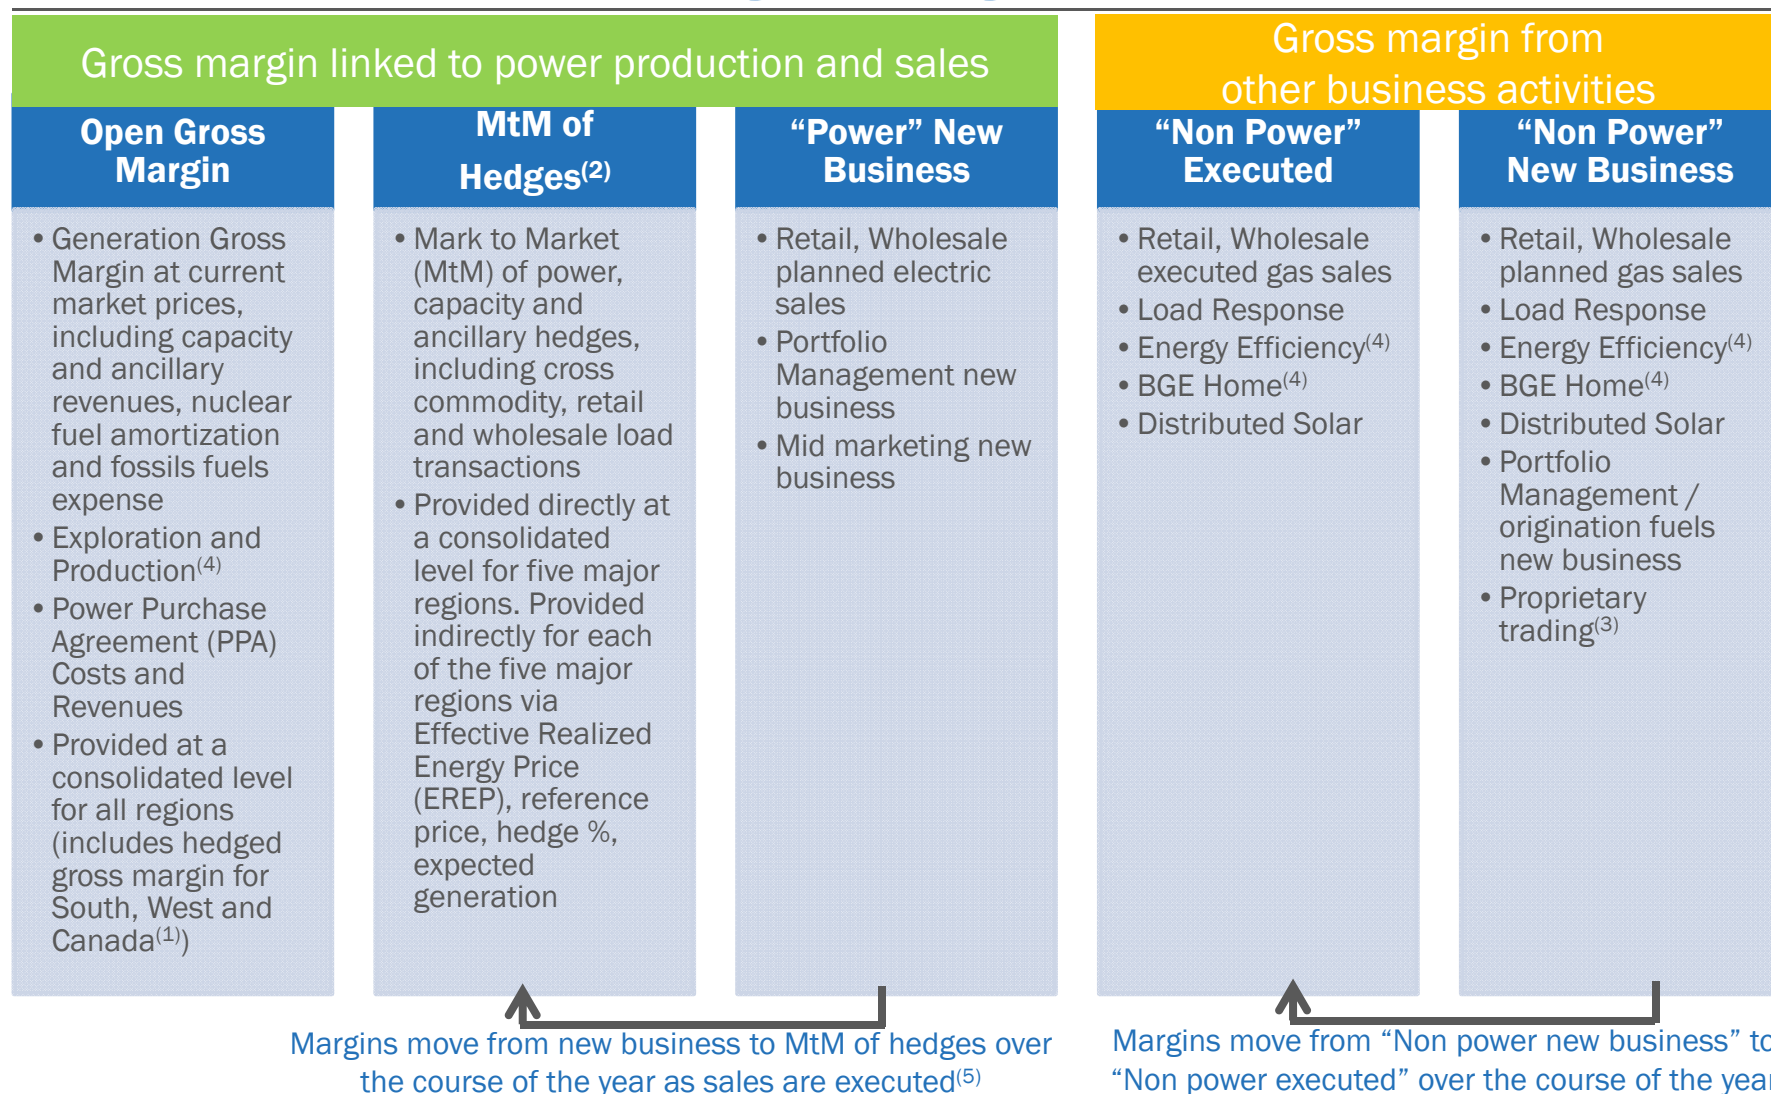 Gross margin linked to power production and sales
Gross margin from
other business activities
Open Gross
Margin
• Generation Gross
Margin at current
market prices,
including capacity
and ancillary
revenues, nuclear
fuel amortization
and fossils fuels
expense
• Exploration and
Production(4)
• Power Purchase
Agreement (PPA)
Costs and
Revenues
• Provided at a
consolidated level
for all regions
(includes hedged
gross margin for
South, West and
Canada(1))
MtM of
Hedges(2)
• Mark to Market
(MtM) of power,
capacity and
ancillary hedges,
including cross
commodity, retail
and wholesale load
transactions
• Provided directly at
a consolidated
level for five major
regions. Provided
indirectly for each
of the five major
regions via
Effective Realized
Energy Price
(EREP), reference
price, hedge %,
expected
generation
“Power” New
Business
• Retail, Wholesale
planned electric
sales
• Portfolio
Management new
business
• Mid marketing new
business
“Non Power”
Executed
• Retail, Wholesale
executed gas sales
• Load Response
• Energy Efficiency(4)
• BGE Home(4)
• Distributed Solar
“Non Power”
New Business
• Retail, Wholesale
planned gas sales
• Load Response
• Energy Efficiency(4)
• BGE Home(4)
• Distributed Solar
• Portfolio
Management /
origination fuels
new business
• Proprietary
trading(3)
Margins move from new business to MtM of hedges over
the course of the year as sales are executed(5)
Margins move from “Non power new business” to
“Non power executed” over the course of the year